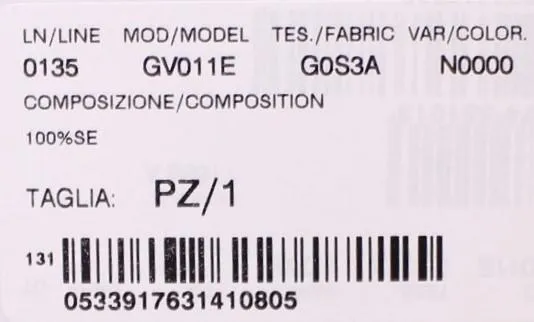 LN/LINE MOD/MODEL TES./FABRIC VAR/COLOR.
0135 GV011E G0S3A N0000
COMPOSIZIONE/COMPOSITION
100%SE
TAGLIA: PZ/1
131
0533917631410805